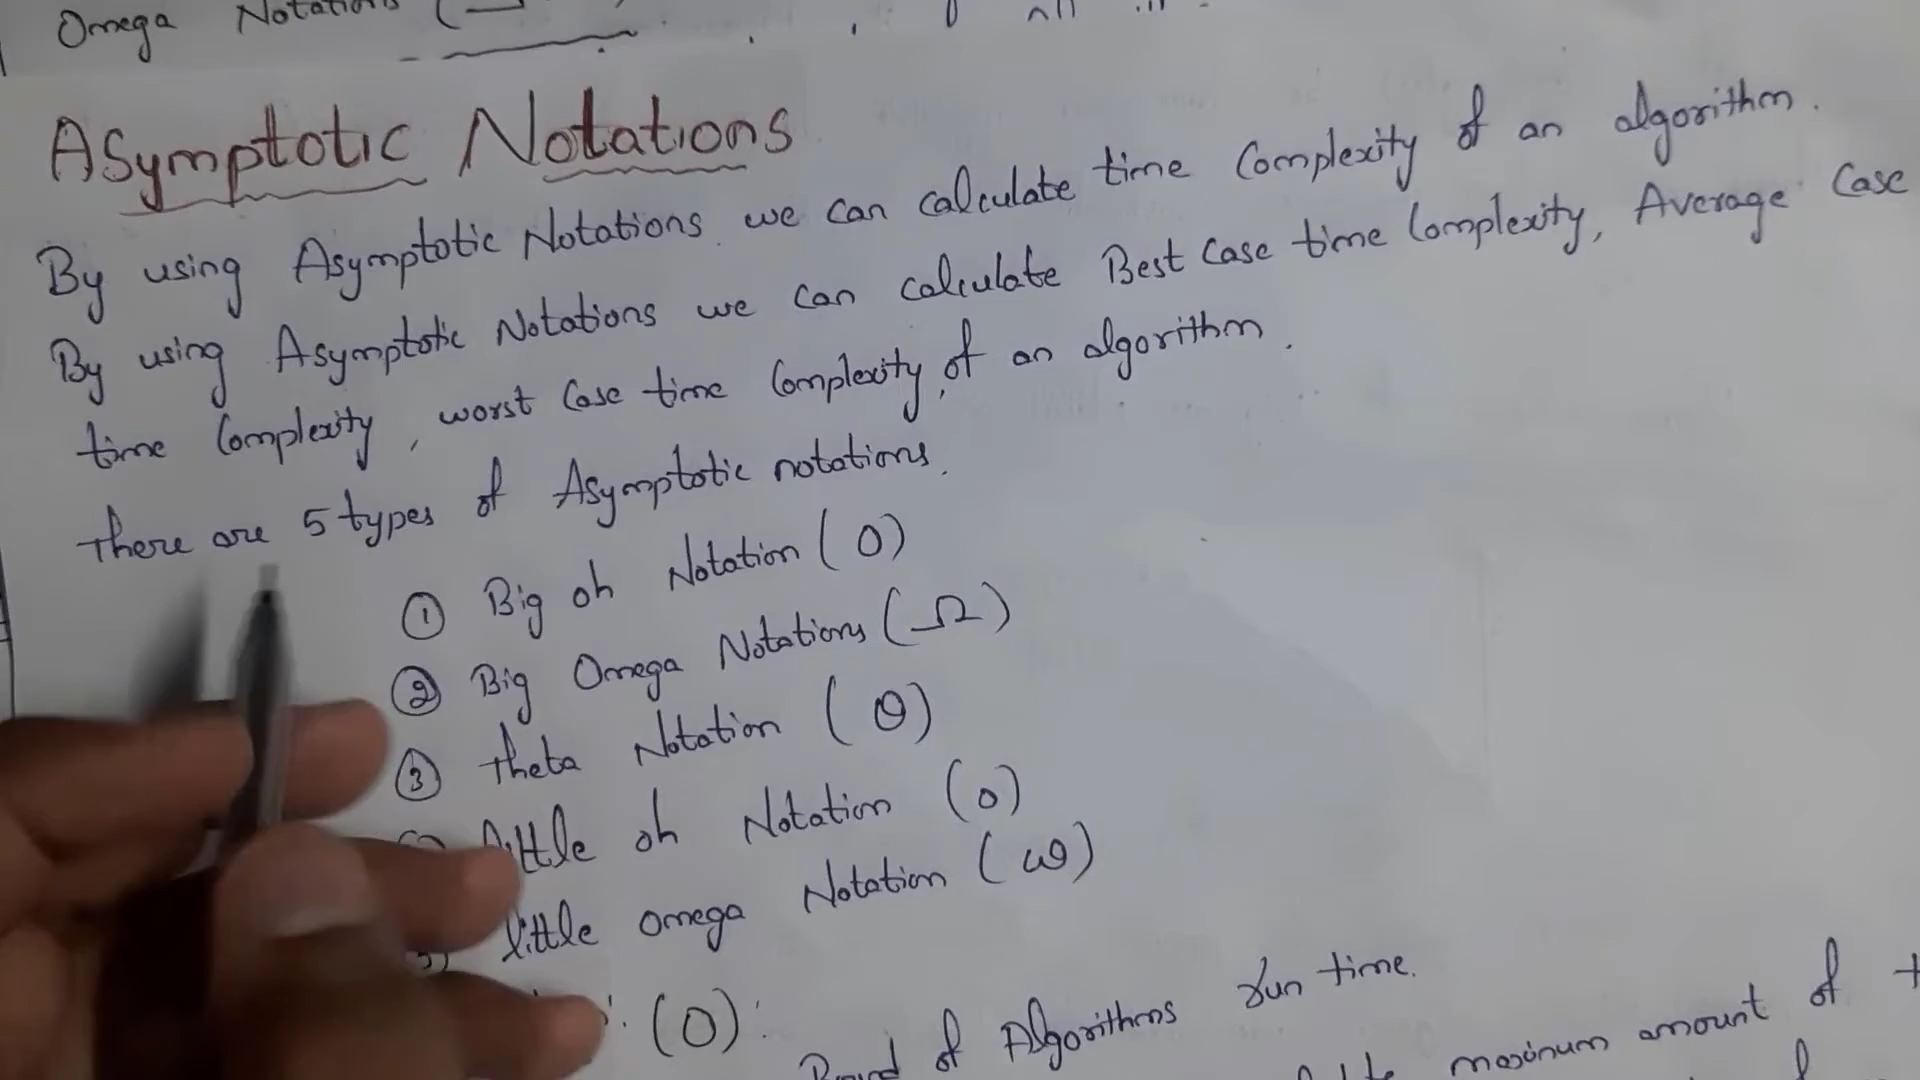 Omega Notations (
Asymptotic Notations
By using Asymptotic Notations we can calculate time Complexity of an algorithm.
By using Asymptotic Notations we can calculate Best Case time Complexity, Average Case
time Complexity, worst Case time Complexity of an algorithm.
there are 5 types of Asymptotic notations.
① Big oh Notation (O)
② Big Omega Notations (Ω)
③ theta Notation (θ)
little oh Notation (o)
little omega Notation (ω)
(O):
of Algorithms run time.
maximum amount of